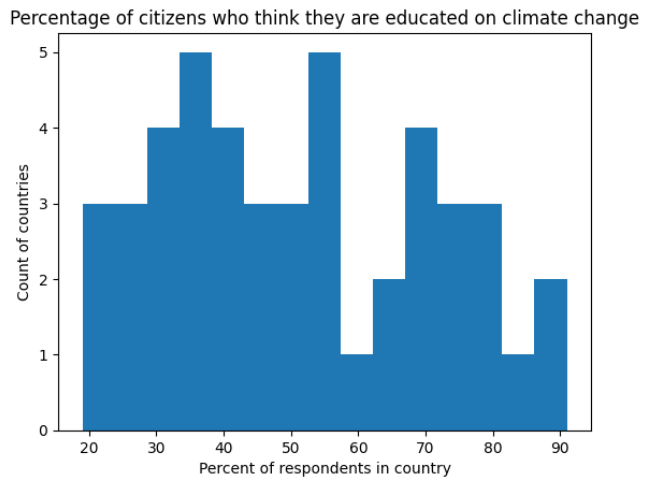 Percentage of citizens who think they are educated on climate change
5
4
3
2
1
0
Count of countries
20 30 40 50 60 70 80 90
Percent of respondents in country